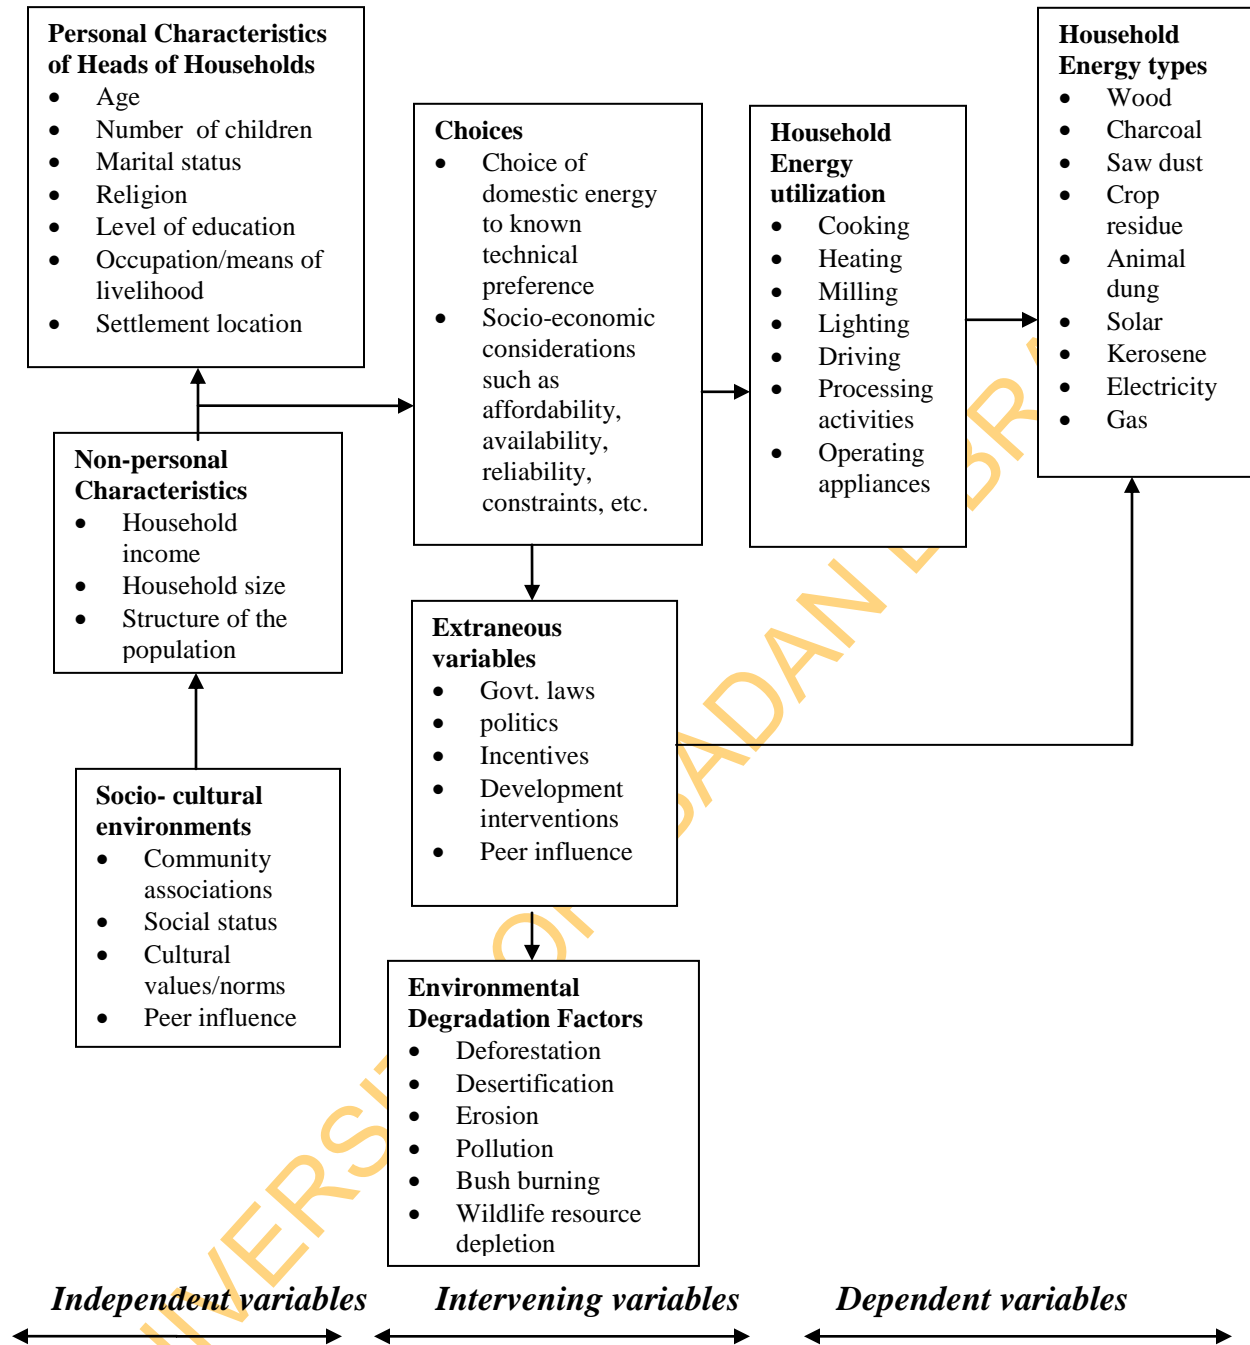 Personal Characteristics
of Heads of Households
• Age
• Number of children
• Marital status
• Religion
• Level of education
• Occupation/means of
livelihood
• Settlement location
Non-personal
Characteristics
• Household
income
• Household size
• Structure of the
population
Socio- cultural
environments
• Community
associations
• Social status
• Cultural
values/norms
• Peer influence
Choices
• Choice of
domestic energy
to known
technical
preference
• Socio-economic
considerations
such as
affordability,
availability,
reliability,
constraints, etc.
Extraneous
variables
• Govt. laws
• politics
• Incentives
• Development
interventions
• Peer influence
Environmental
Degradation Factors
• Deforestation
• Desertification
• Erosion
• Pollution
• Bush burning
• Wildlife resource
depletion
Household
Energy
utilization
• Cooking
• Heating
• Milling
• Lighting
• Driving
• Processing
activities
• Operating
appliances
Household
Energy types
• Wood
• Charcoal
• Saw dust
• Crop
residue
• Animal
dung
• Solar
• Kerosene
• Electricity
• Gas
Independent variables
Intervening variables
Dependent variables